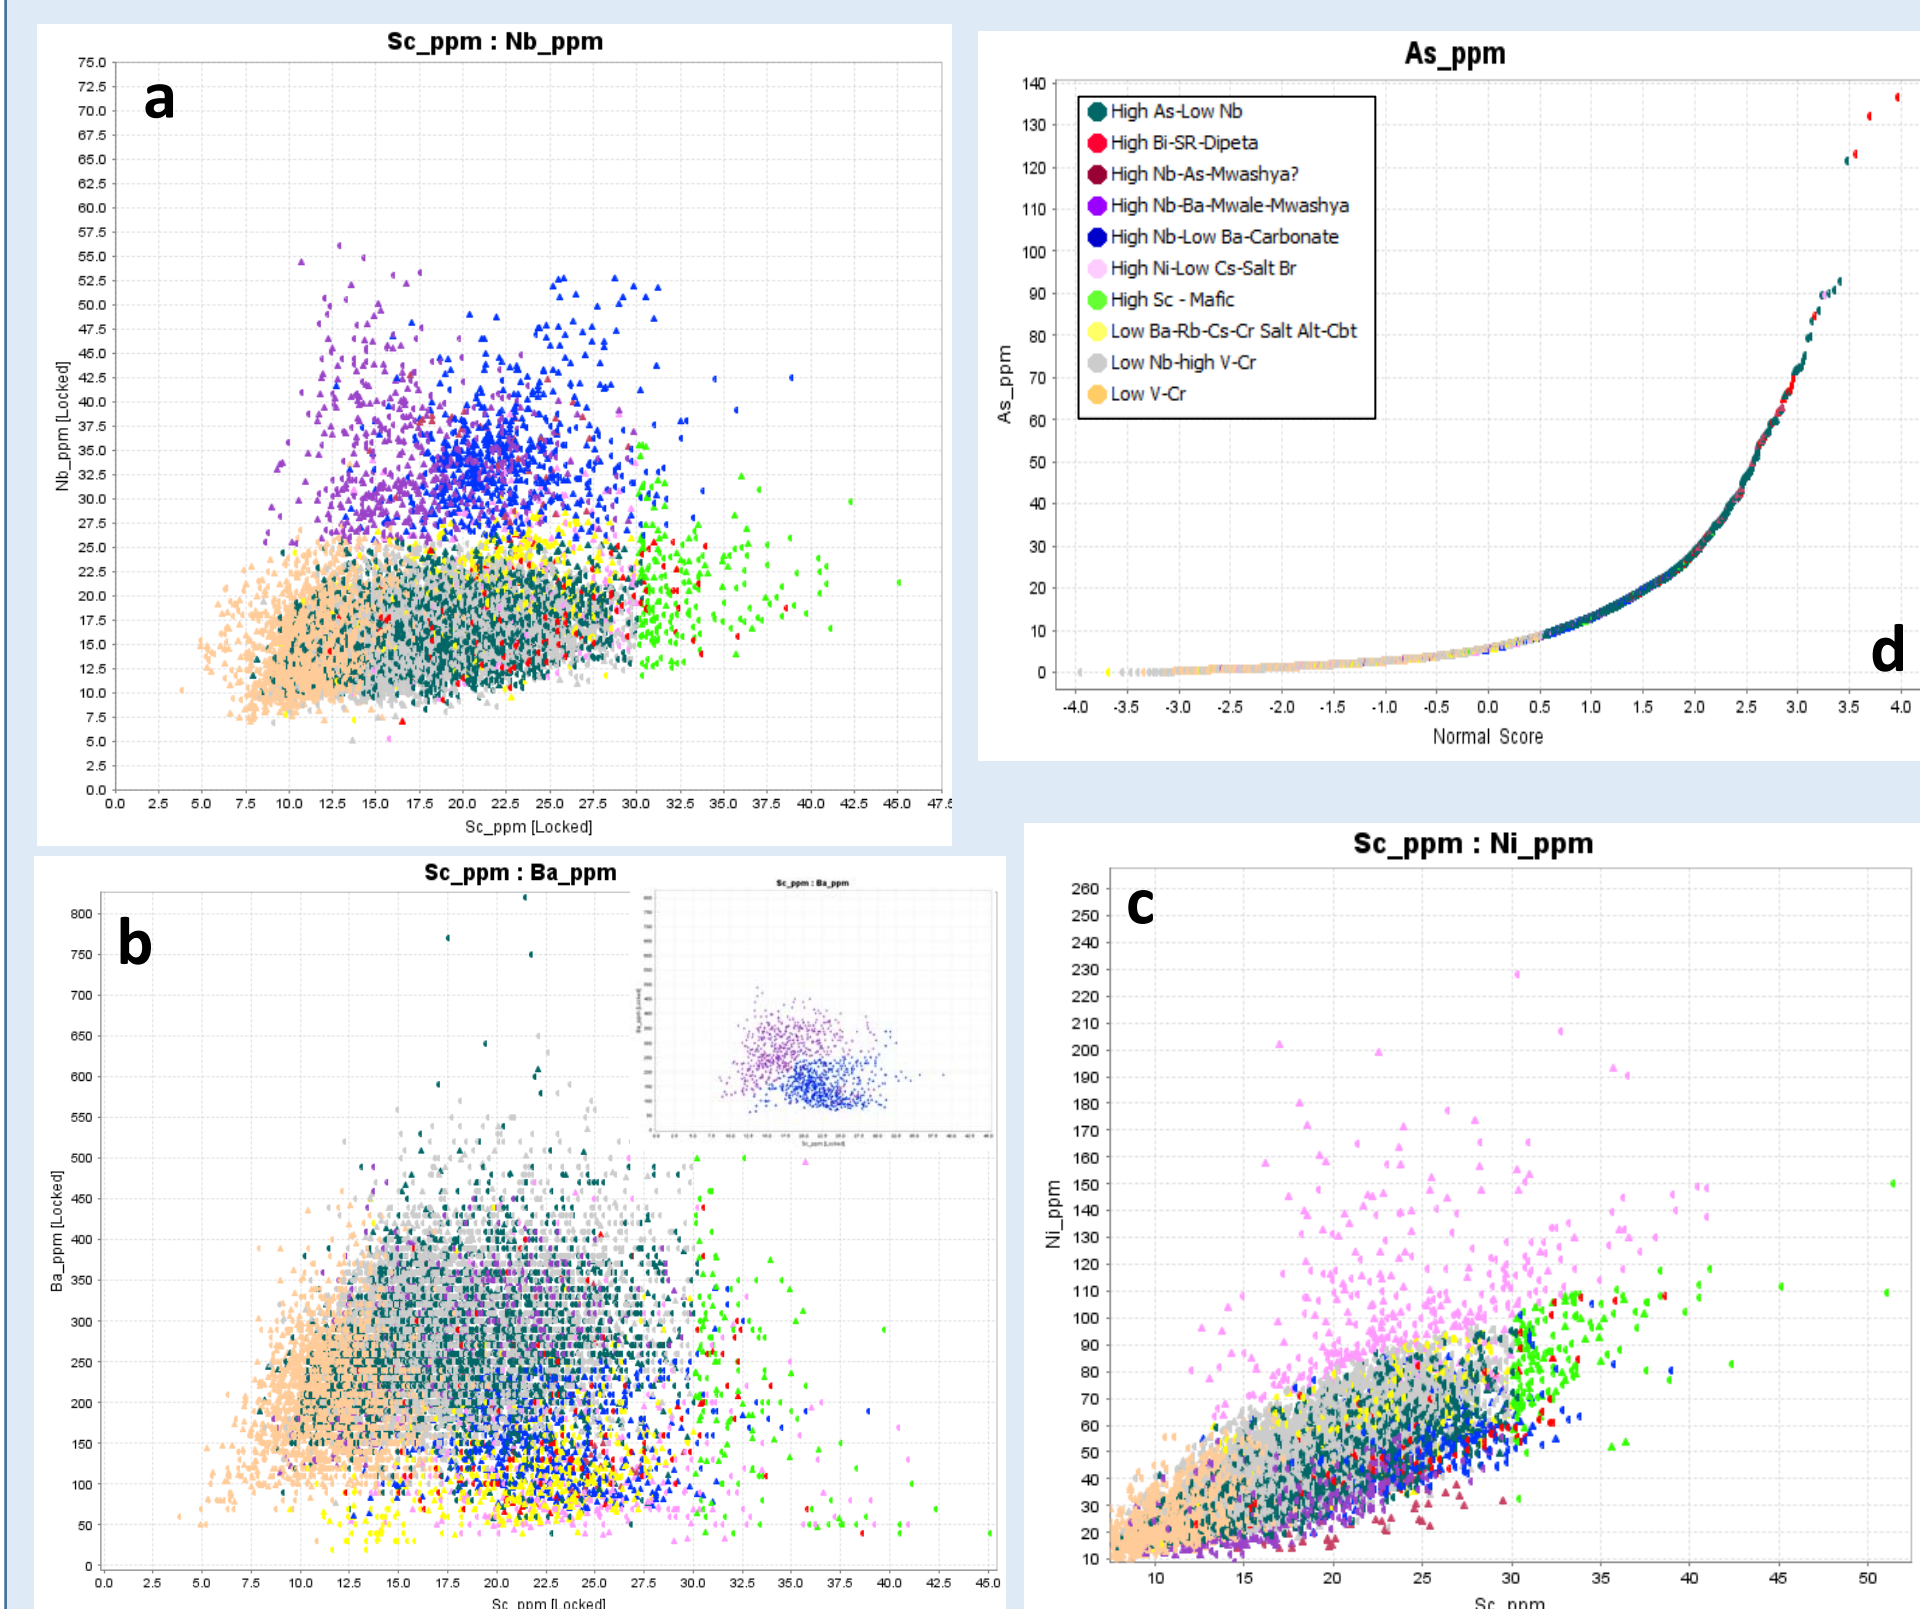 Sc_ppm : Nb_ppm
a
75.0
72.5
70.0
67.5
65.0
62.5
60.0
57.5
55.0
52.5
50.0
47.5
45.0
42.5
40.0
37.5
35.0
32.5
30.0
27.5
25.0
22.5
20.0
17.5
15.0
12.5
10.0
7.5
5.0
2.5
0.0
Nb_ppm [Locked]
0.0 2.5 5.0 7.5 10.0 12.5 15.0 17.5 20.0 22.5 25.0 27.5 30.0 32.5 35.0 37.5 40.0 42.5 45.0 47.5
Sc_ppm [Locked]
As_ppm
140
130
120
110
100
90
80
70
60
50
40
30
20
10
0
As_ppm
High As-Low Nb
High Bi-SR-Dipeta
High Nb-As-Mwashya?
High Nb-Ba-Mwale-Mwashya
High Nb-Low Ba-Carbonate
High Ni-Low Cs-Salt Br
High Sc - Mafic
Low Ba-Rb-Cs-Cr Salt Alt-Cbt
Low Nb-high V-Cr
Low V-Cr
d
-4.0 -3.5 -3.0 -2.5 -2.0 -1.5 -1.0 -0.5 0.0 0.5 1.0 1.5 2.0 2.5 3.0 3.5 4.0
Normal Score
Sc_ppm : Ba_ppm
b
800
750
700
650
600
550
500
450
400
350
300
250
200
150
100
50
0
Ba_ppm [Locked]
0.0 2.5 5.0 7.5 10.0 12.5 15.0 17.5 20.0 22.5 25.0 27.5 30.0 32.5 35.0 37.5 40.0 42.5 45.0
Sc_ppm [Locked]
Sc_ppm : Ba_ppm
Ba_ppm [Locked]
Sc_ppm [Locked]
Sc_ppm : Ni_ppm
c
260
250
240
230
220
210
200
190
180
170
160
150
140
130
120
110
100
90
80
70
60
50
40
30
20
10
Ni_ppm
10 15 20 25 30 35 40 45 50
Sc_ppm